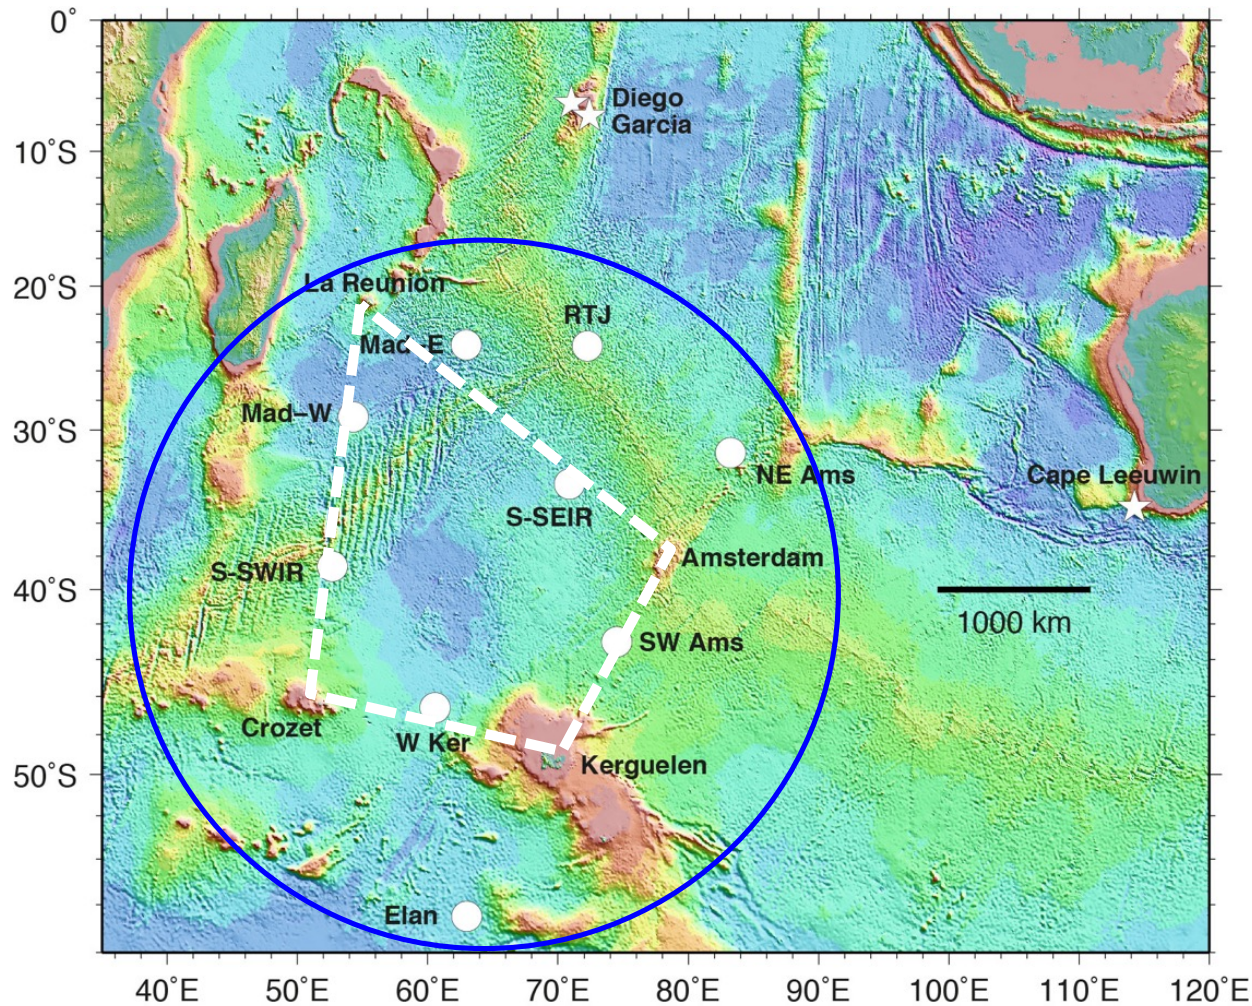 0°
10°S
20°S
30°S
40°S
50°S
Diego
Garcia
La Reunion
RTJ
Mad–E
Mad–W
NE Ams
Cape Leeuwin
S-SEIR
Amsterdam
S-SWIR
1000 km
SW Ams
Crozet
W Ker
Kerguelen
Elan
40°E 50°E 60°E 70°E 80°E 90°E 100°E 110°E 120°E